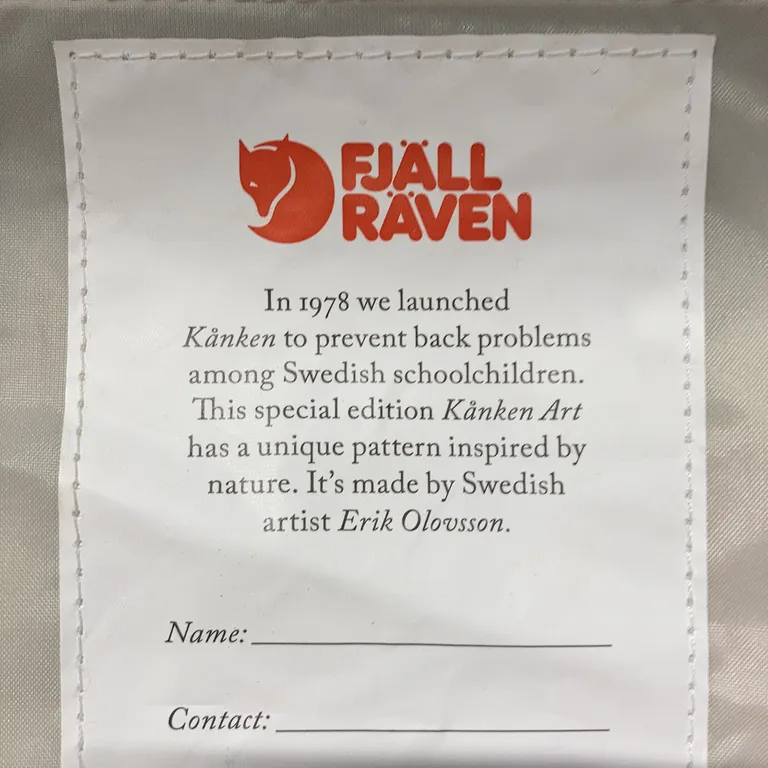 FJÄLL
RÄVEN
In 1978 we launched
Kånken to prevent back problems
among Swedish schoolchildren.
This special edition Kånken Art
has a unique pattern inspired by
nature. It's made by Swedish
artist Erik Olovsson.
Name:
Contact: